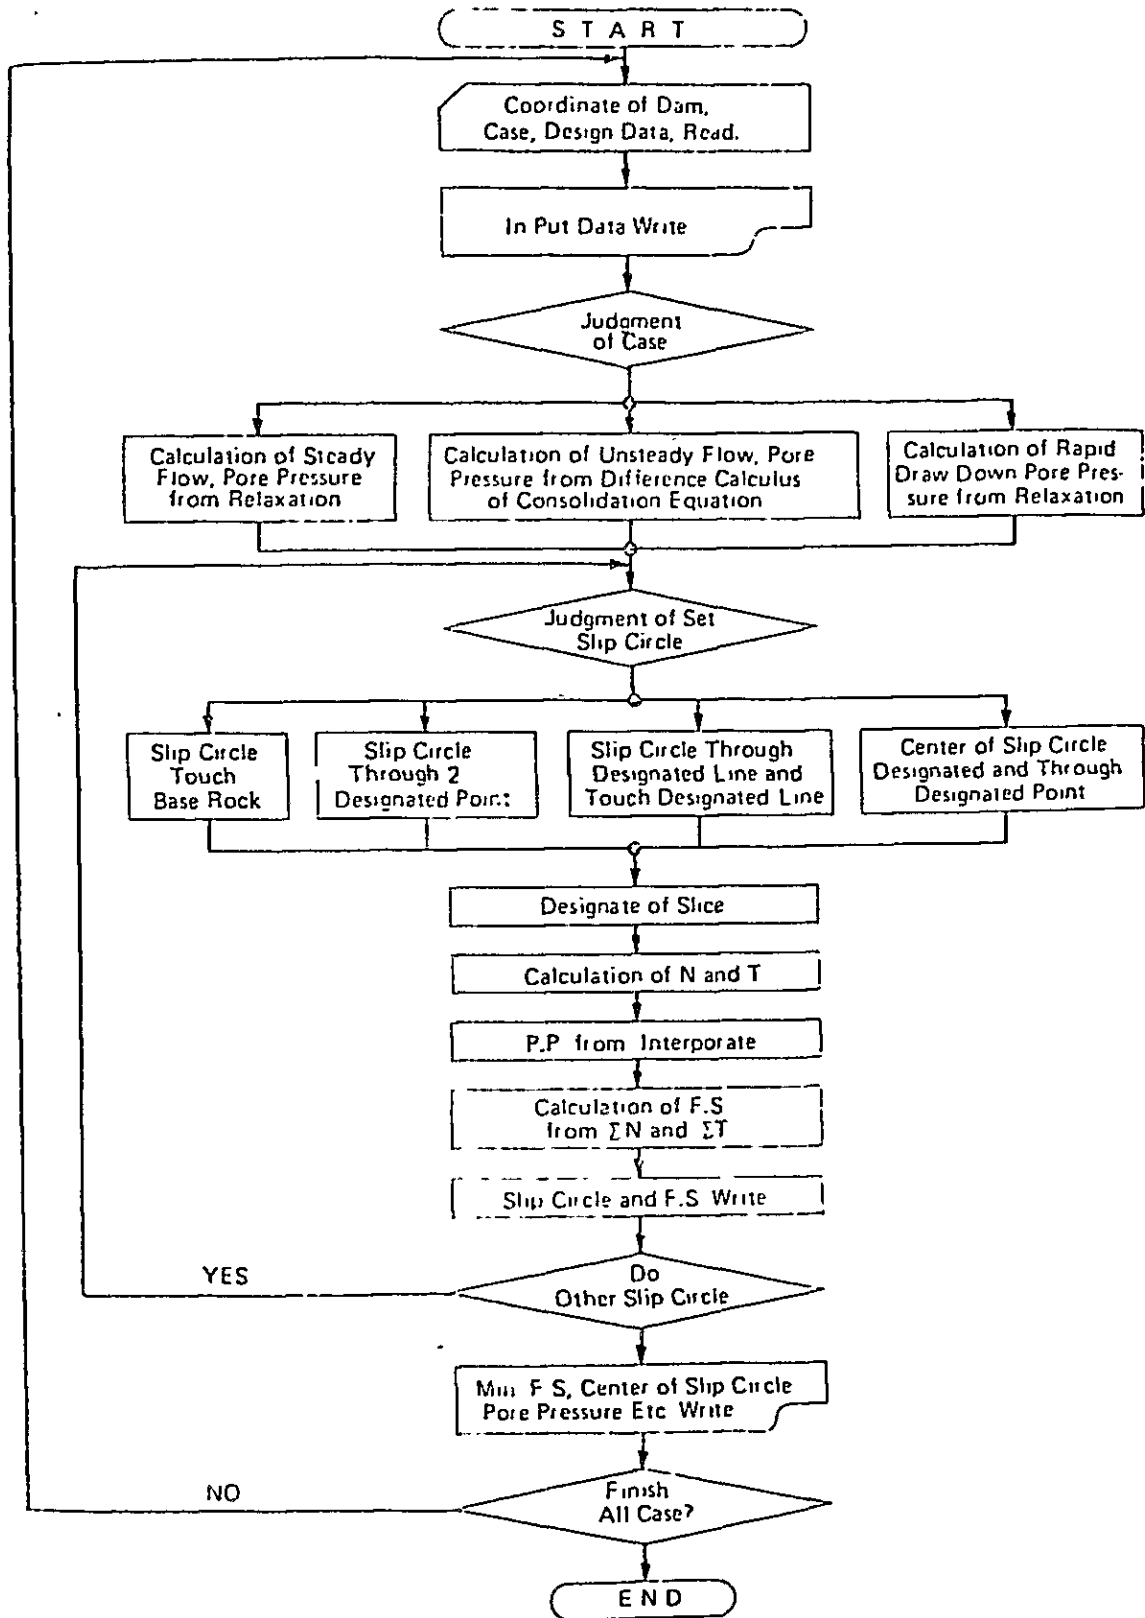 START
Coordinate of Dam,
Case, Design Data, Read.
In Put Data Write
Judgment
of Case
Calculation of Steady
Flow, Pore Pressure
from Relaxation
Calculation of Unsteady Flow, Pore
Pressure from Difference Calculus
of Consolidation Equation
Calculation of Rapid
Draw Down Pore Pres-
sure from Relaxation
Judgment of Set
Slip Circle
Slip Circle
Touch
Base Rock
Slip Circle
Through 2
Designated Point
Slip Circle Through
Designated Line and
Touch Designated Line
Center of Slip Circle
Designated and Through
Designated Point
Designate of Slice
Calculation of N and T
P.P from Interporate
Calculation of F.S
from ΣN and ΣT
Slip Circle and F.S Write
YES
Do
Other Slip Circle
Min F S, Center of Slip Circle
Pore Pressure Etc Write
NO
Finish
All Case?
END